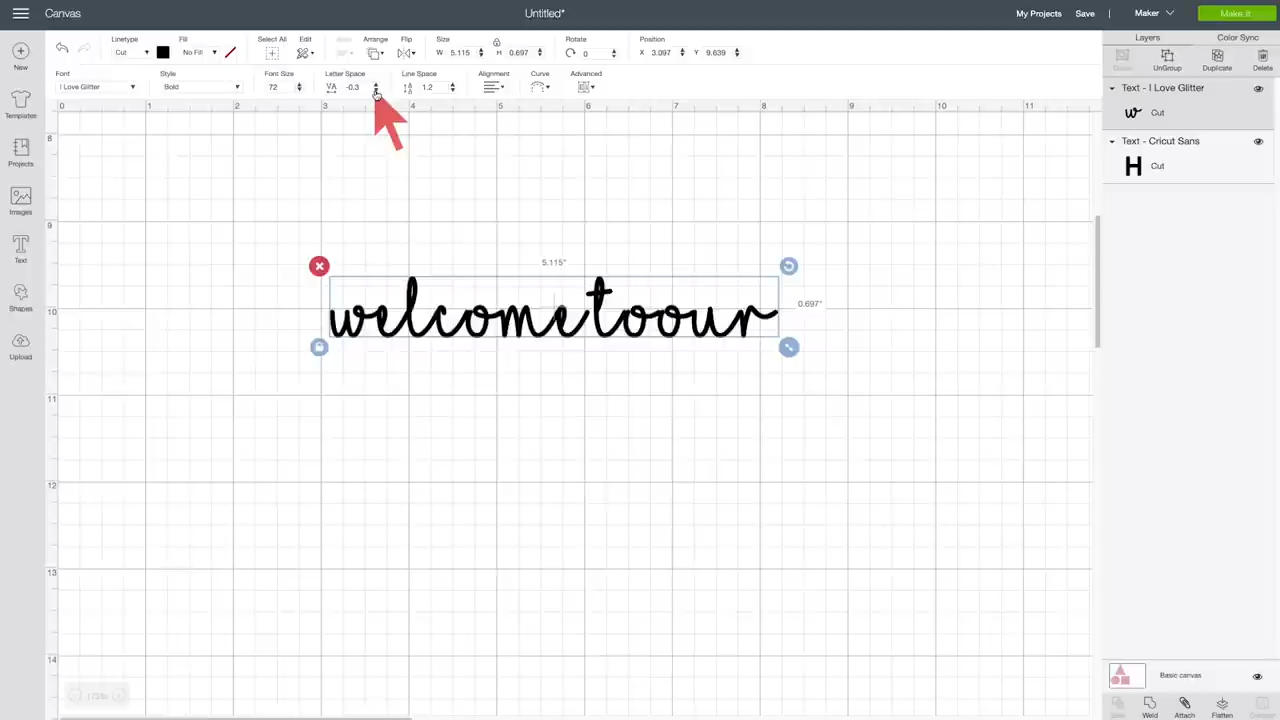 Canvas Untitled* My Projects Save | Maker Make It
Linetype Fill Select All Edit Arrange Flip Size Rotate Position Layers Color Sync
Cut No Fill W 5.115 H 0.697 0 X 3.097 Y 9.639
New UnGroup Duplicate Delete
Font Style Font Size Letter Space Line Space Alignment Curve Advanced
I Love Glitter Bold 72 VA -0.3 1.2
Text - I Love Glitter
Cut
Text - Cricut Sans
H Cut
Templates
Projects
Images
Text
Shapes
Upload
0 1 2 3 4 5 6 7 8 9 10 11
8
9
10
11
12
13
14
5.115"
0.697"
welcometoour
w
Basic canvas
Weld Attach Flatten